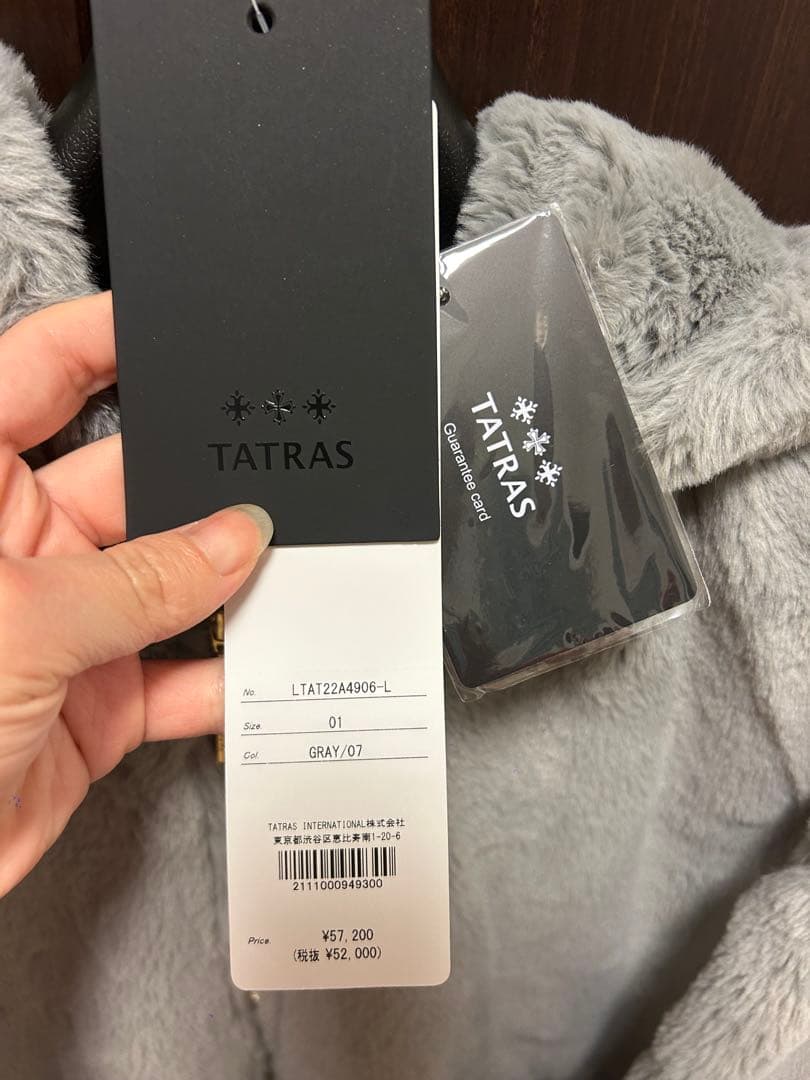 TATRAS
TATRAS
Guarantee card
No. LTAT22A4906-L
Size. 01
Col. GRAY/07
TATRAS INTERNATIONAL株式会社
東京都渋谷区恵比寿南1-20-6
2111000949300
Price. ¥57,200
(税抜 ¥52,000)